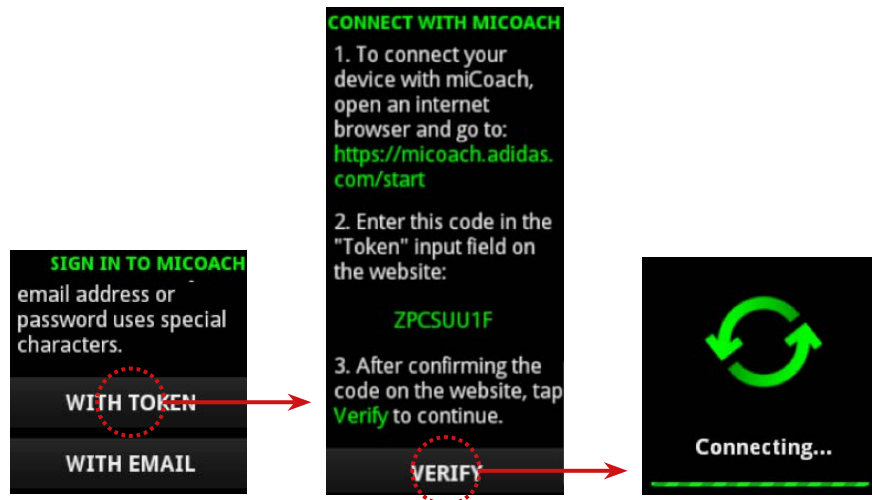 SIGN IN TO MICOACH
email address or
password uses special
characters.
WITH TOKEN
WITH EMAIL
CONNECT WITH MICOACH
1. To connect your
device with miCoach,
open an internet
browser and go to:
https://micoach.adidas.
com/start
2. Enter this code in the
"Token" input field on
the website:
ZPCSUU1F
3. After confirming the
code on the website, tap
Verify to continue.
VERIFY
Connecting...